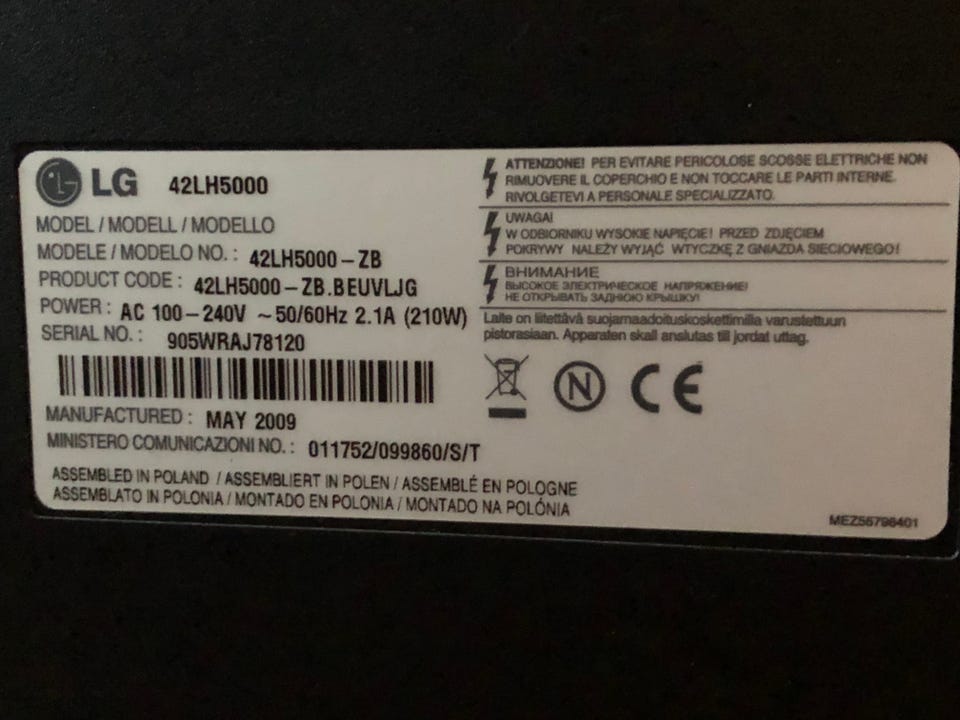 LG 42LH5000
MODEL / MODELL / MODELLO
MODELE / MODELO NO. : 42LH5000-ZB
PRODUCT CODE : 42LH5000-ZB.BEUVLJG
POWER : AC 100-240V ~50/60Hz 2.1A (210W)
SERIAL NO. : 905WRAJ78120
MANUFACTURED : MAY 2009
MINISTERO COMUNICAZIONI NO. : 011752/099860/S/T
ASSEMBLED IN POLAND / ASSEMBLIERT IN POLEN / ASSEMBLÉ EN POLOGNE
ASSEMBLATO IN POLONIA / MONTADO EN POLONIA / MONTADO NA POLÓNIA
ATTENZIONE! PER EVITARE PERICOLOSE SCOSSE ELETTRICHE NON
RIMUOVERE IL COPERCHIO E NON TOCCARE LE PARTI INTERNE.
RIVOLGETEVI A PERSONALE SPECIALIZZATO.
UWAGA!
W ODBIORNIKU WYSOKIE NAPIĘCIE! PRZED ZDJĘCIEM
POKRYWY NALEŻY WYJĄĆ WTYCZKĘ Z GNIAZDA SIECIOWEGO!
ВНИМАНИЕ
ВЫСОКОЕ ЭЛЕКТРИЧЕСКОЕ НАПРЯЖЕНИЕ!
НЕ ОТКРЫВАТЬ ЗАДНЮЮ КРЫШКУ!
Laite on liitettävä suojamaadoituskoskettimilla varustettuun
pistorasiaan. Apparaten skall anslutas till jordat uttag.
N CE
MEZ55798401